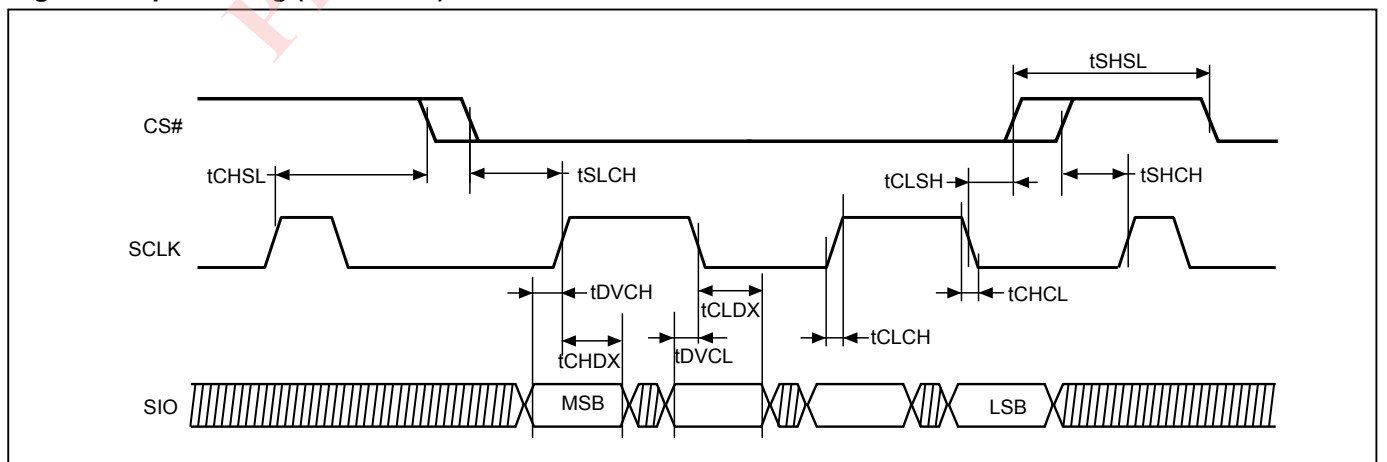 tSHSL
CS#
tCHSL
tSLCH
tCLSH
tSHCH
SCLK
tDVCH
tCLDX
tCHCL
tCHDX
tDVCL
tCLCH
SIO
MSB
LSB